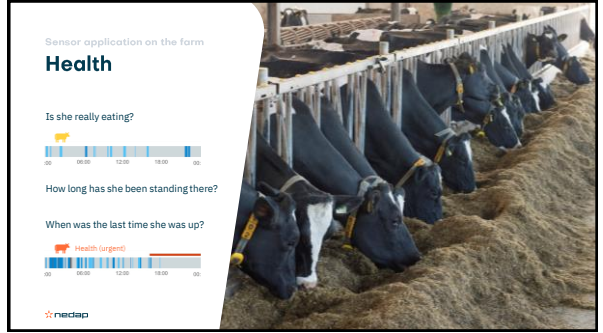 Sensor application on the farm
Health
Is she really eating?
:00 06:00 12:00 18:00 00:
How long has she been standing there?
When was the last time she was up?
Health (urgent)
:00 06:00 12:00 18:00 00:
nedap